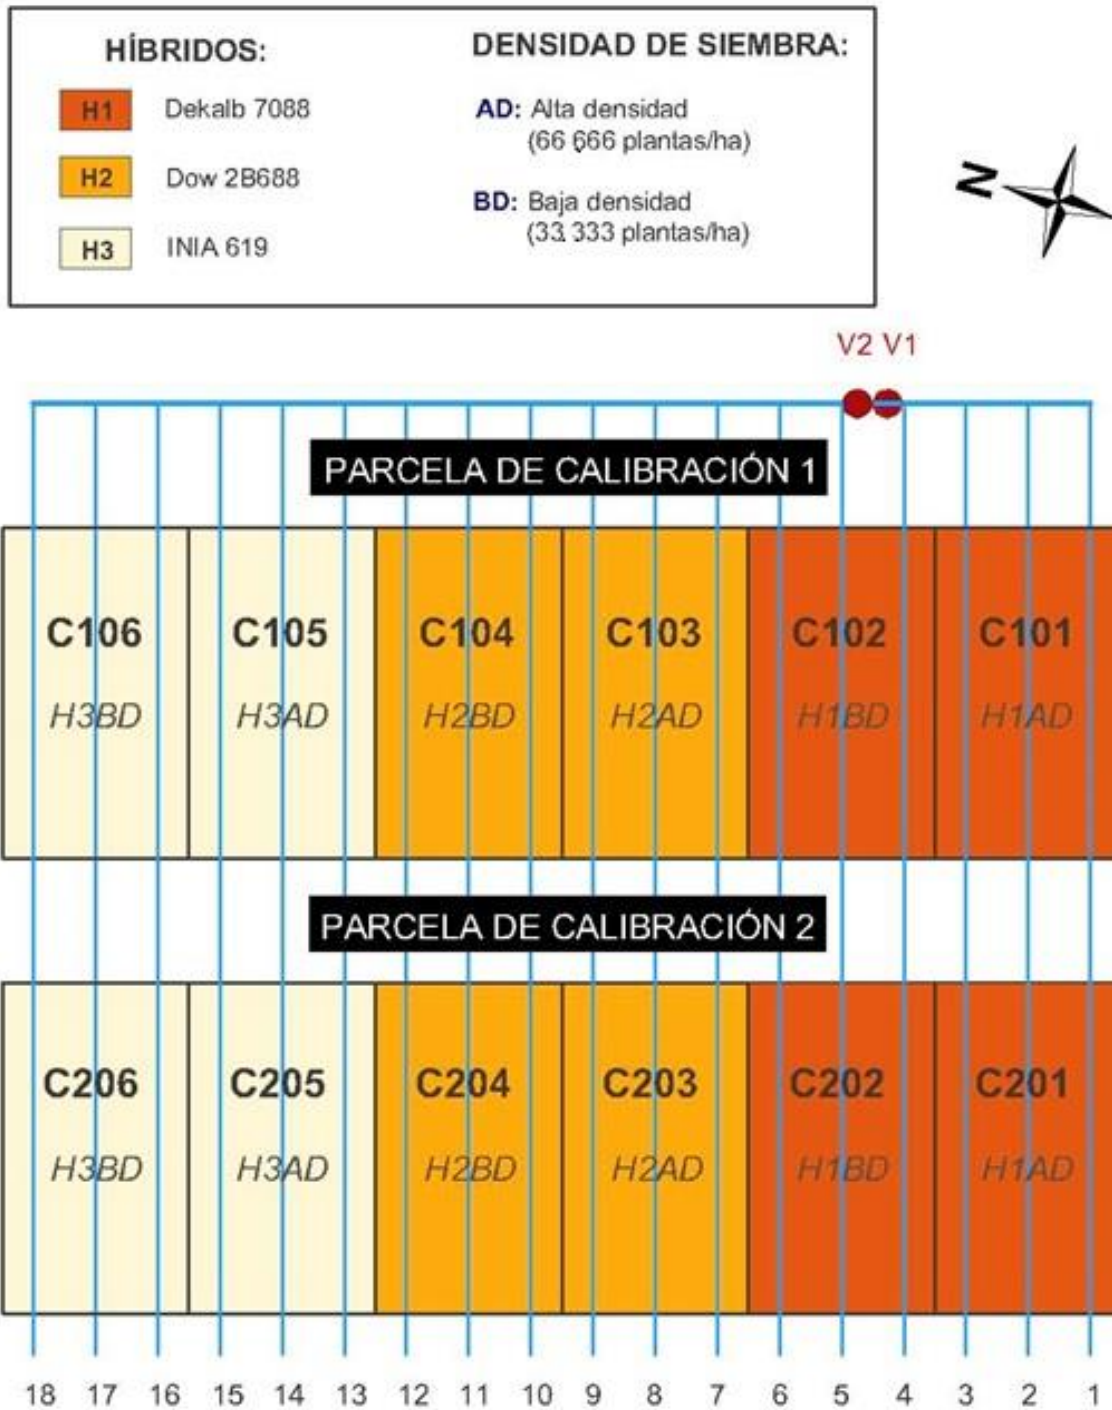 HÍBRIDOS:
H1 Dekalb 7088
H2 Dow 2B688
H3 INIA 619
DENSIDAD DE SIEMBRA:
AD: Alta densidad
(66 666 plantas/ha)
BD: Baja densidad
(33 333 plantas/ha)
N
V2 V1
PARCELA DE CALIBRACIÓN 1
C106 C105 C104 C103 C102 C101
H3BD H3AD H2BD H2AD H1BD H1AD
PARCELA DE CALIBRACIÓN 2
C206 C205 C204 C203 C202 C201
H3BD H3AD H2BD H2AD H1BD H1AD
18 17 16 15 14 13 12 11 10 9 8 7 6 5 4 3 2 1